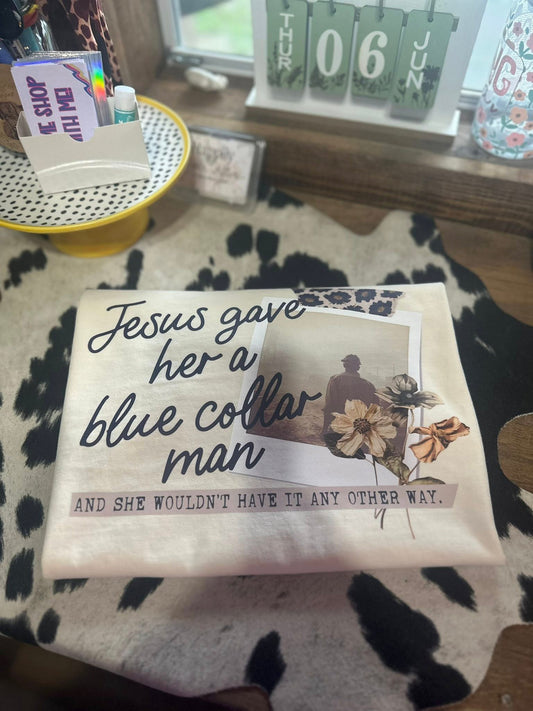 THUR
06
JUN
SHOP
WITH ME!
Jesus gave
her a
blue collar
man
AND SHE WOULDN'T HAVE IT ANY OTHER WAY.